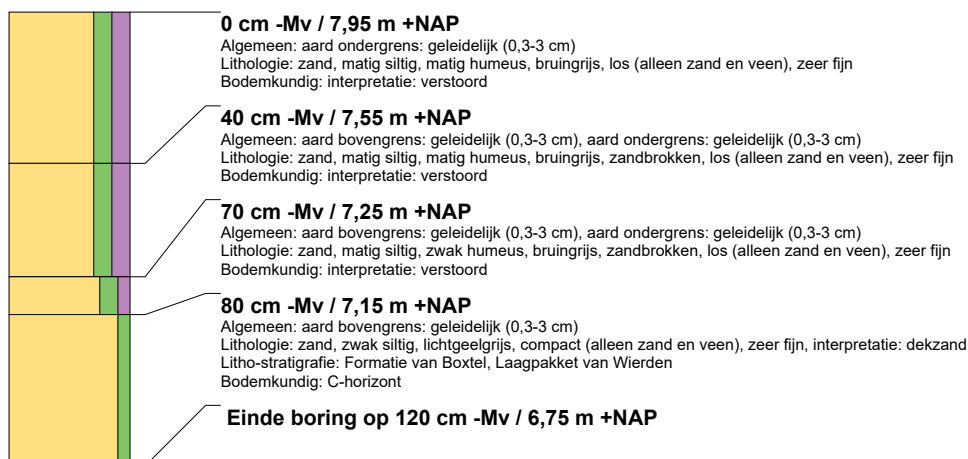 0 cm -Mv / 7,95 m +NAP
Algemeen: aard ondergrens: geleidelijk (0,3-3 cm)
Lithologie: zand, matig siltig, matig humeus, bruingrijs, los (alleen zand en veen), zeer fijn
Bodemkundig: interpretatie: verstoord
40 cm -Mv / 7,55 m +NAP
Algemeen: aard bovengrens: geleidelijk (0,3-3 cm), aard ondergrens: geleidelijk (0,3-3 cm)
Lithologie: zand, matig siltig, matig humeus, bruingrijs, zandbrokken, los (alleen zand en veen), zeer fijn
Bodemkundig: interpretatie: verstoord
70 cm -Mv / 7,25 m +NAP
Algemeen: aard bovengrens: geleidelijk (0,3-3 cm), aard ondergrens: geleidelijk (0,3-3 cm)
Lithologie: zand, matig siltig, zwak humeus, bruingrijs, zandbrokken, los (alleen zand en veen), zeer fijn
Bodemkundig: interpretatie: verstoord
80 cm -Mv / 7,15 m +NAP
Algemeen: aard bovengrens: geleidelijk (0,3-3 cm)
Lithologie: zand, zwak siltig, lichtgeelgrijs, compact (alleen zand en veen), zeer fijn, interpretatie: dekzand
Litho-stratigrafie: Formatie van Boxtel, Laagpakket van Wierden
Bodemkundig: C-horizont
Einde boring op 120 cm -Mv / 6,75 m +NAP